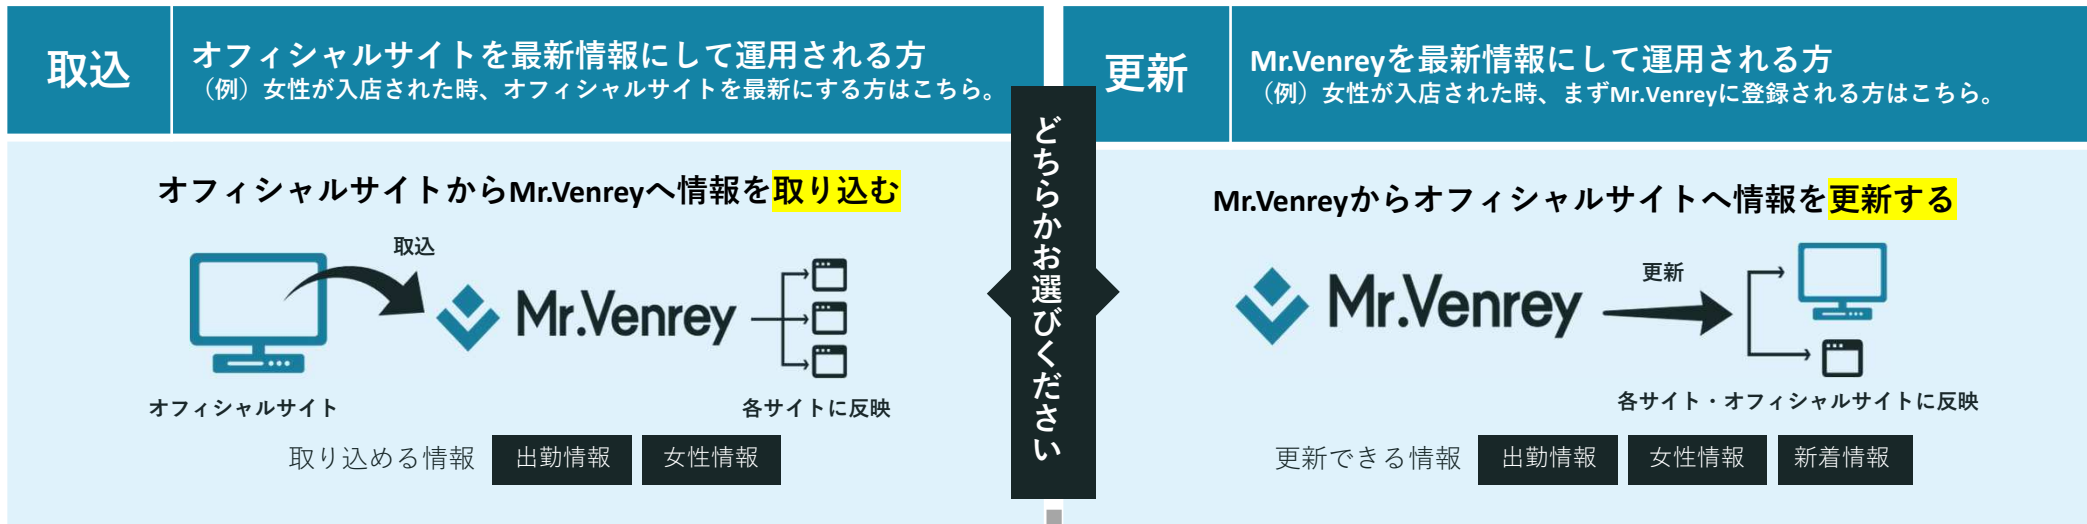 取込
オフィシャルサイトを最新情報にして運用される方
（例）女性が入店された時、オフィシャルサイトを最新にする方はこちら。
オフィシャルサイトからMr.Venreyへ情報を取り込む
取込
Mr.Venrey
オフィシャルサイト
各サイトに反映
取り込める情報 出勤情報 女性情報
どちらかお選びください
更新
Mr.Venreyを最新情報にして運用される方
（例）女性が入店された時、まずMr.Venreyに登録される方はこちら。
Mr.Venreyからオフィシャルサイトへ情報を更新する
Mr.Venrey
更新
各サイト・オフィシャルサイトに反映
更新できる情報 出勤情報 女性情報 新着情報